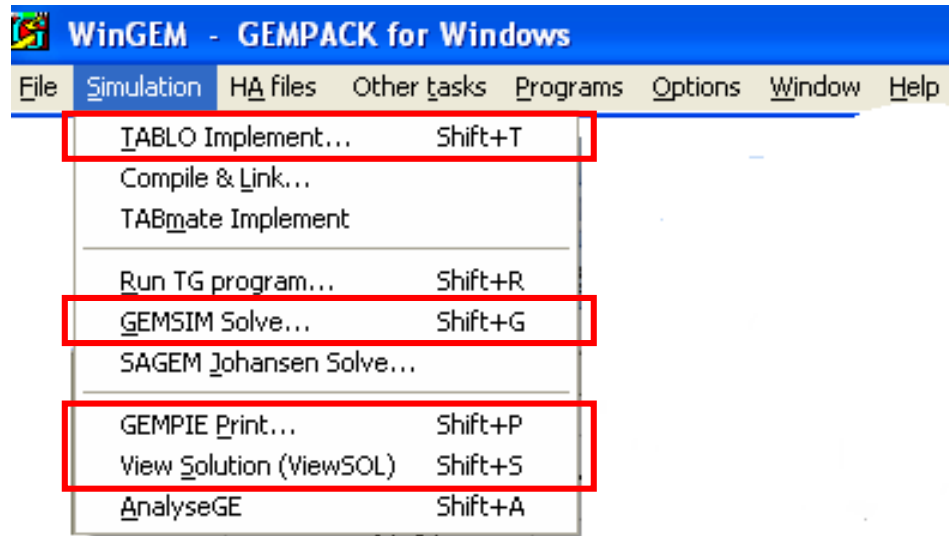 WinGEM - GEMPACK for Windows
File Simulation HA files Other tasks Programs Options Window Help
TABLO Implement... Shift+T
Compile & Link...
TABmate Implement
Run TG program... Shift+R
GEMSIM Solve... Shift+G
SAGEM Johansen Solve...
GEMPIE Print... Shift+P
View Solution (ViewSOL) Shift+S
AnalyseGE Shift+A